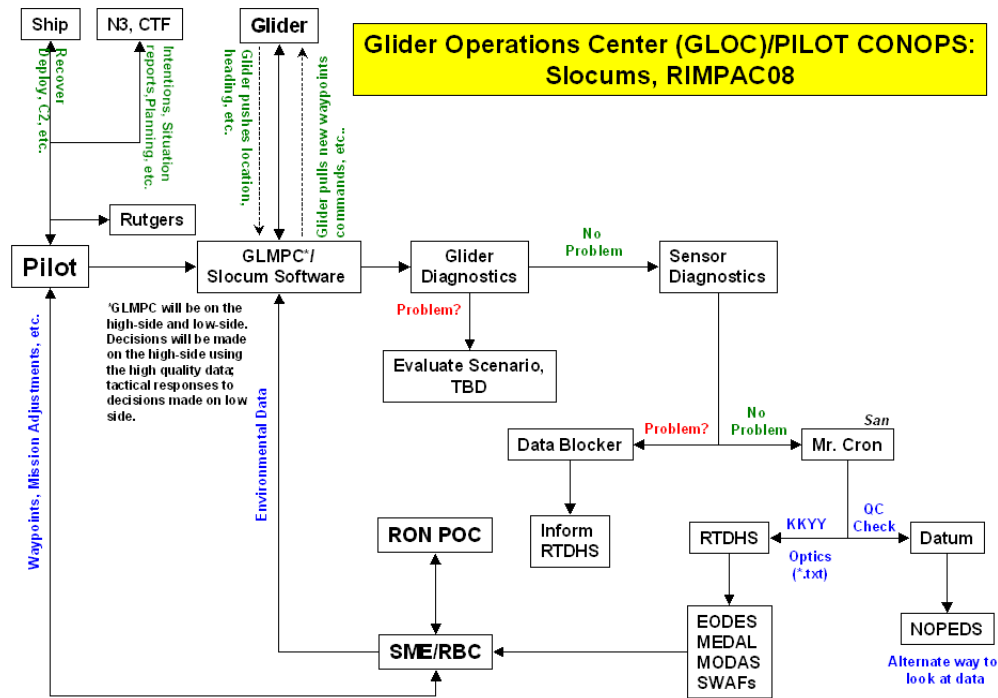 Glider Operations Center (GLOC)/PILOT CONOPS:
Slocums, RIMPAC08
Ship
N3, CTF
Glider
Recover
Deploy, C2, etc.
Intentions, Situation
reports,Planning, etc.
Glider pushes location,
heading, etc.
Glider pulls new waypoints
commands, etc..
Rutgers
Pilot
GLMPC*/
Slocum Software
Glider
Diagnostics
No
Problem
Sensor
Diagnostics
*GLMPC will be on the
high-side and low-side.
Decisions will be made
on the high-side using
the high quality data;
tactical responses to
decisions made on low
side.
Problem?
Evaluate Scenario,
TBD
Waypoints, Mission Adjustments, etc.
Environmental Data
Problem?
No
Problem
San
Data Blocker
Mr. Cron
Inform
RTDHS
KKYY
QC
Check
RTDHS
Optics
(*.txt)
Datum
RON POC
EODES
MEDAL
MODAS
SWAFs
NOPEDS
Alternate way to
look at data
SME/RBC